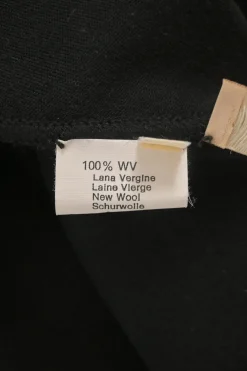 100% WV
Lana Vergine
Laine Vierge
New Wool
Schurwolle